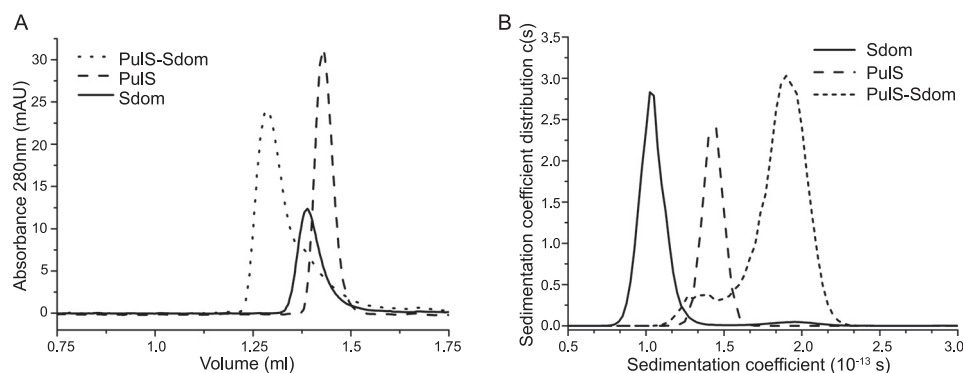 A
PulS-Sdom
PulS
Sdom
Absorbance 280nm (mAU)
30
25
20
15
10
5
0
0.75
1.0
1.25
1.5
1.75
Volume (ml)
B
Sdom
PulS
PulS-Sdom
Sedimentation coefficient distribution c(s)
3.5
3.0
2.5
2.0
1.5
1.0
0.5
0.0
0.5
1.0
1.5
2.0
2.5
3.0
Sedimentation coefficient (10⁻¹³ s)